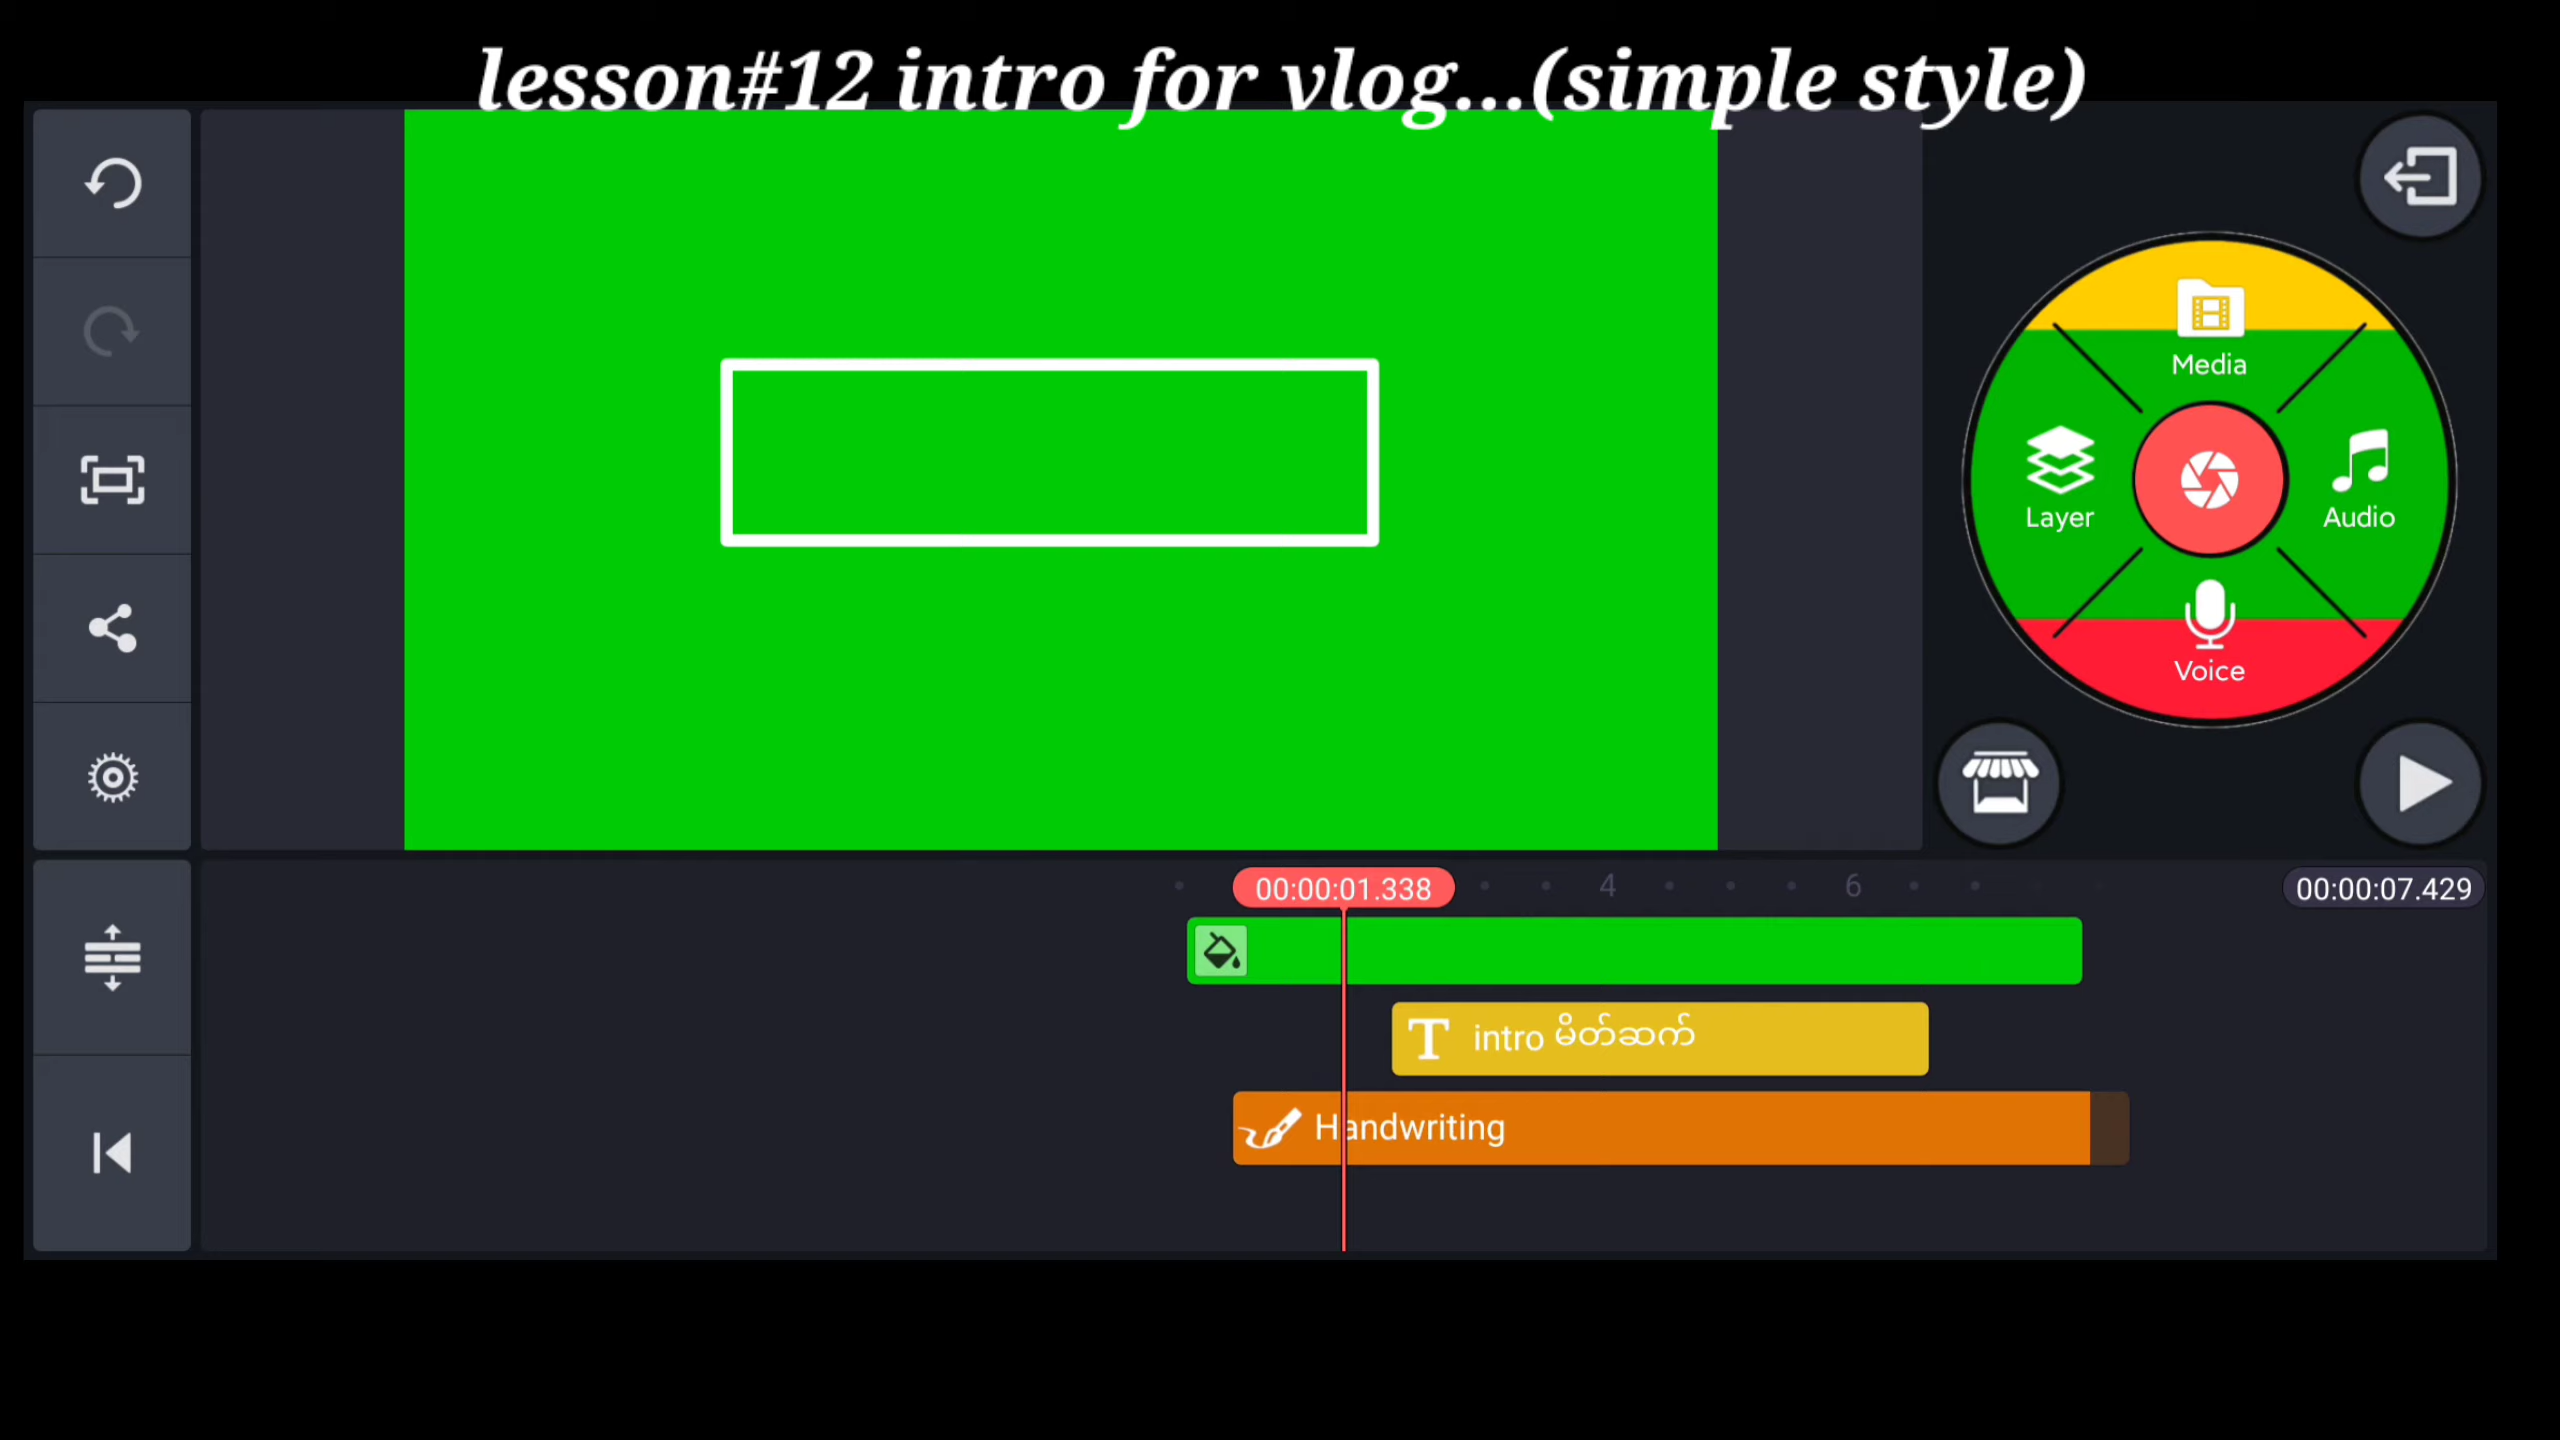 lesson#12 intro for vlog...(simple style)
Media
Layer
Audio
Voice
00:00:01.338
4
6
00:00:07.429
intro မိတ်ဆက်
Handwriting